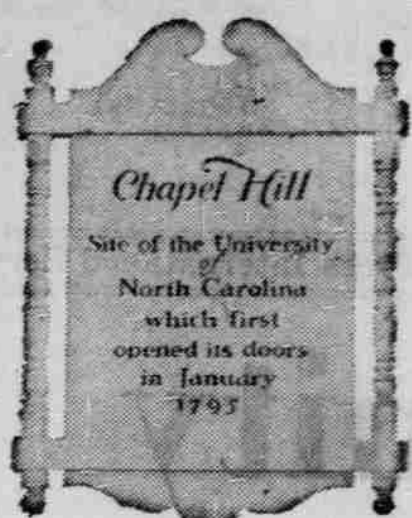 Chapel Hill
Site of the University
of
North Carolina
which first
opened its doors
in January
1795